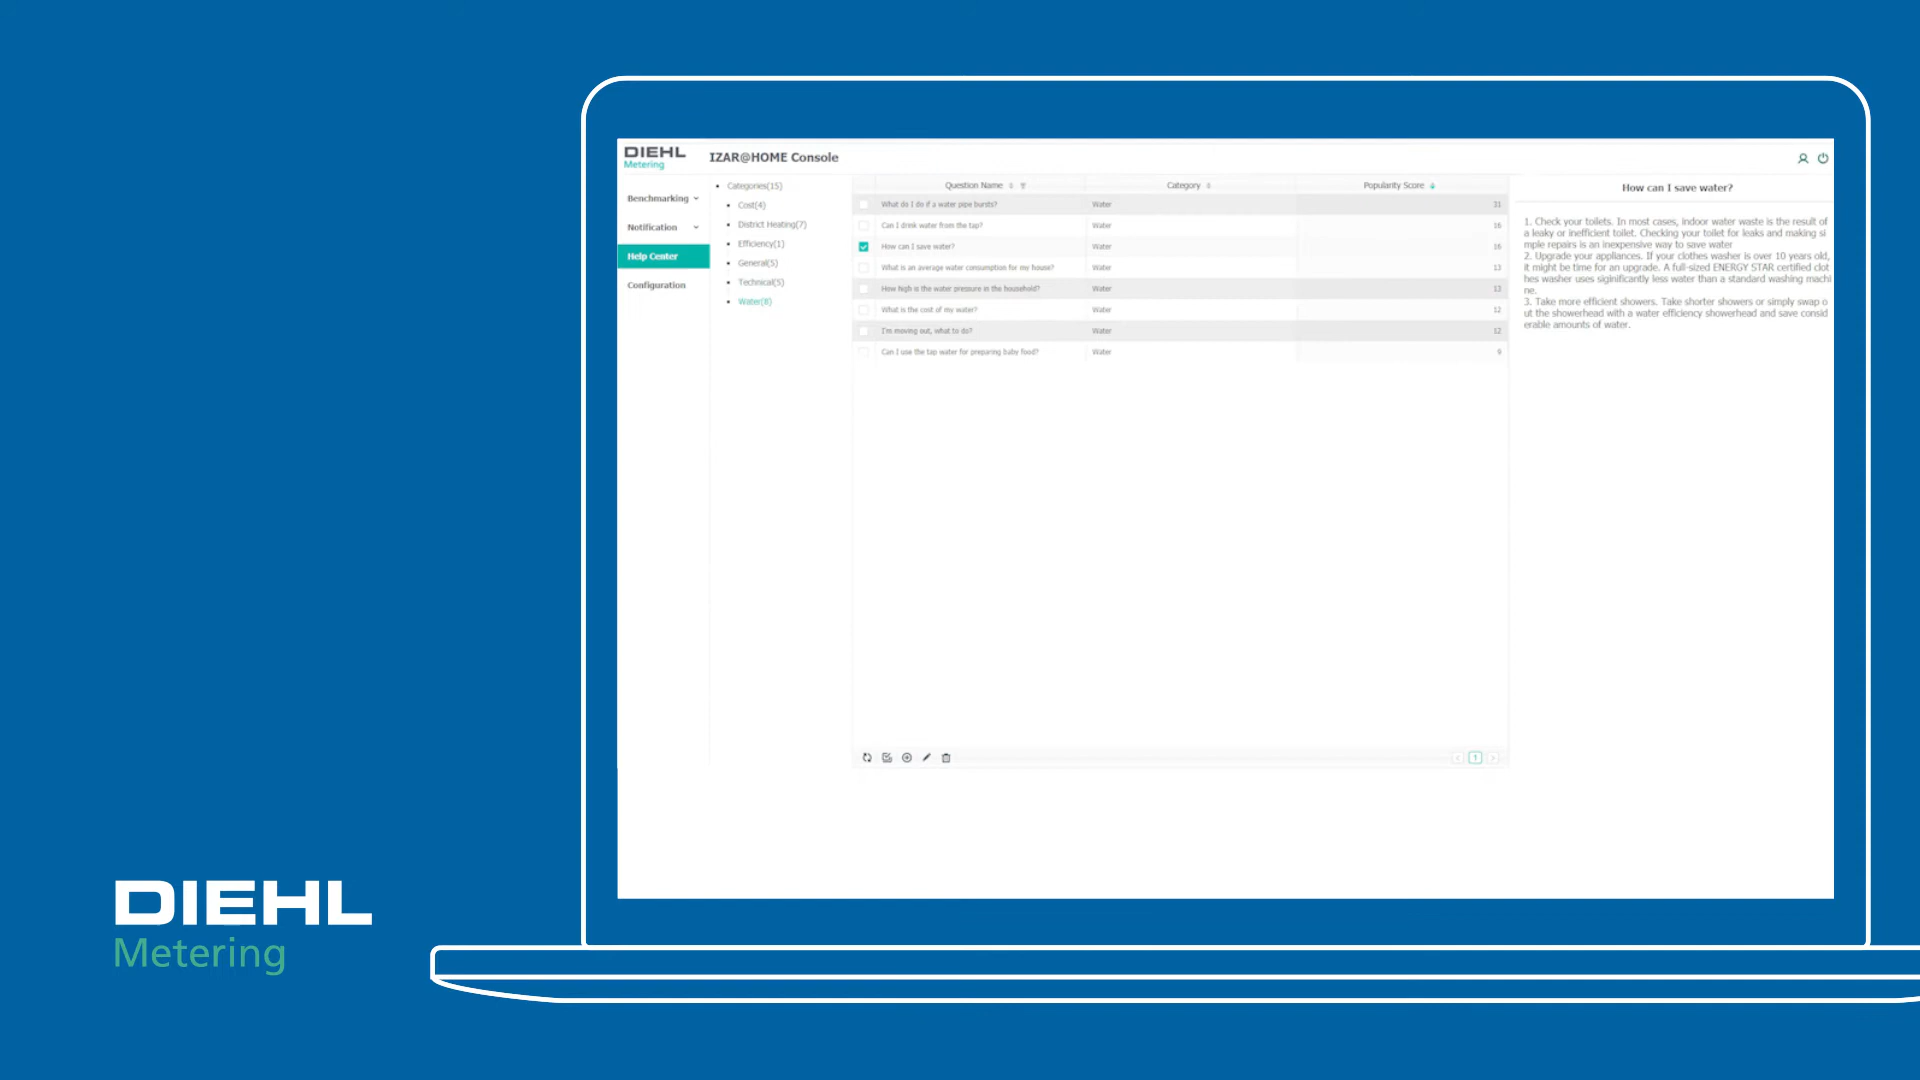 DIEHL
Metering
IZAR@HOME Console
Benchmarking
Notification
Help Center
Configuration
Categories(15)
Cost(4)
District Heating(7)
Efficiency(1)
General(5)
Technical(5)
Water(8)
Question Name Category Popularity Score
What do I do if a water pipe bursts? Water 31
Can I drink water from the tap? Water 16
How can I save water? Water 16
What is an average water consumption for my house? Water 13
How high is the water pressure in the household? Water 13
What is the cost of my water? Water 12
I'm moving out, what to do? Water 12
Can I use the tap water for preparing baby food? Water 9
1
How can I save water?
1. Check your toilets. In most cases, indoor water waste is the result of
a leaky or inefficient toilet. Checking your toilet for leaks and making si
mple repairs is an inexpensive way to save water
2. Upgrade your appliances. If your clothes washer is over 10 years old,
it might be time for an upgrade. A full-sized ENERGY STAR certified clot
hes washer uses siginificantly less water than a standard washing machi
ne.
3. Take more efficient showers. Take shorter showers or simply swap o
ut the showerhead with a water efficiency showerhead and save consid
erable amounts of water.
DIEHL
Metering